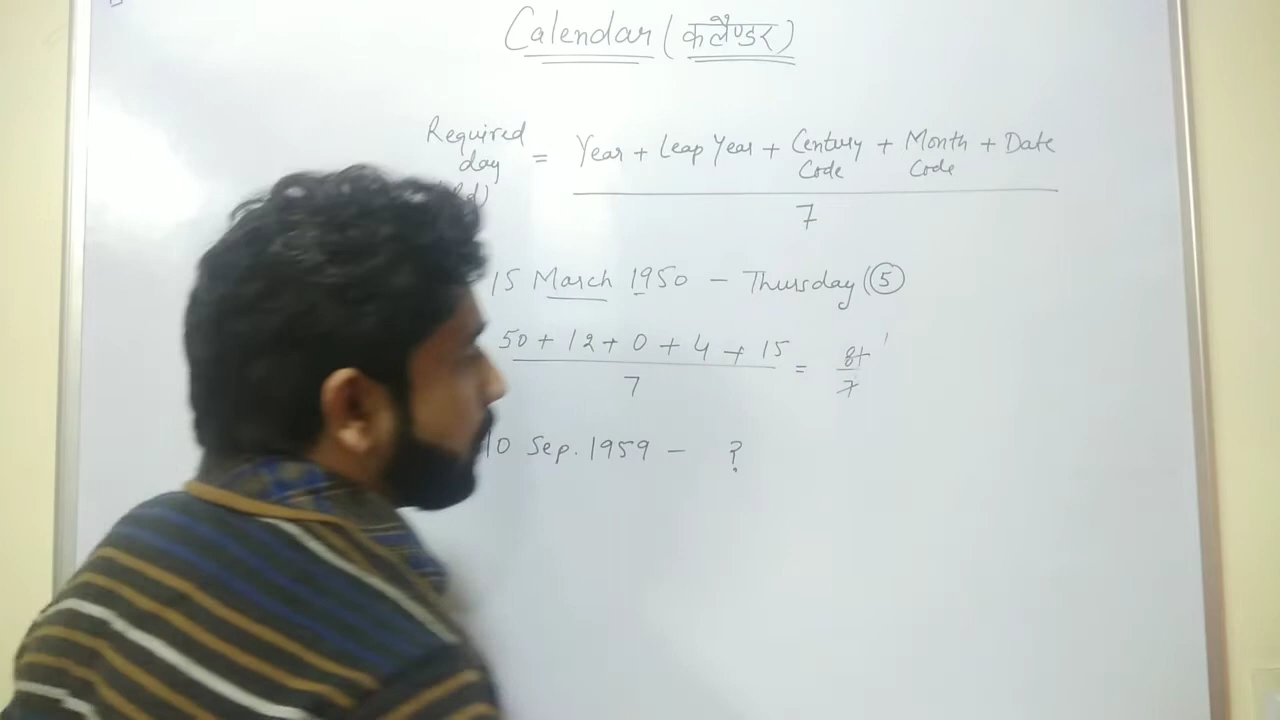 Calendar (कलैण्डर)
Required day = Year + Leap Year + Century Code + Month Code + Date
7
15 March 1950 - Thursday (5)
50 + 12 + 0 + 4 + 15
7
= 81
7
10 Sep. 1959 - ?